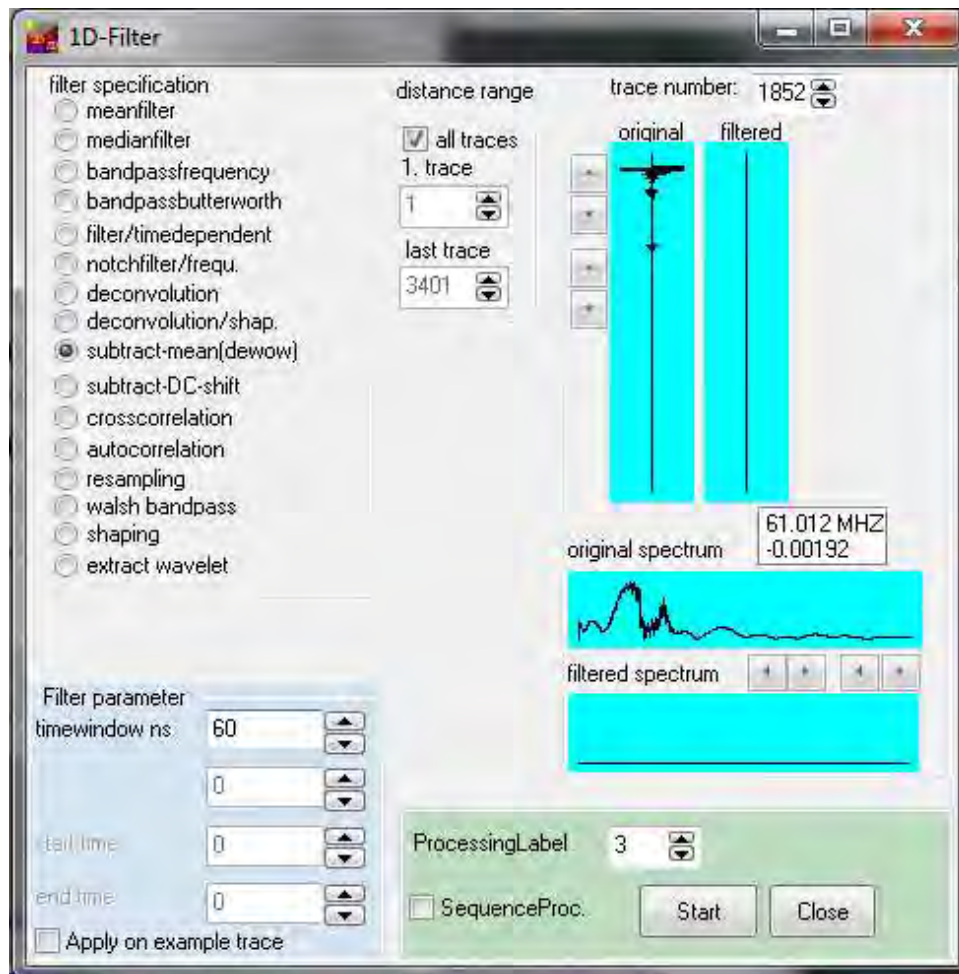 1D-Filter
filter specification
meanfilter
medianfilter
bandpassfrequency
bandpassbutterworth
filter/timedependent
notchfilter/frequ.
deconvolution
deconvolution/shap.
subtract-mean(dewow)
subtract-DC-shift
crosscorrelation
autocorrelation
resampling
walsh bandpass
shaping
extract wavelet
distance range
all traces
1. trace
1
last trace
3401
trace number: 1852
original filtered
original spectrum
61.012 MHZ
-0.00192
filtered spectrum
Filter parameter
timewindow ns 60
0
start time 0
end time 0
Apply on example trace
ProcessingLabel 3
SequenceProc.
Start
Close